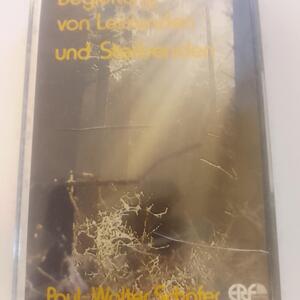 Begleitung
von Leidenden
und Sterbenden
Paul-Walter Schäfer
ERF